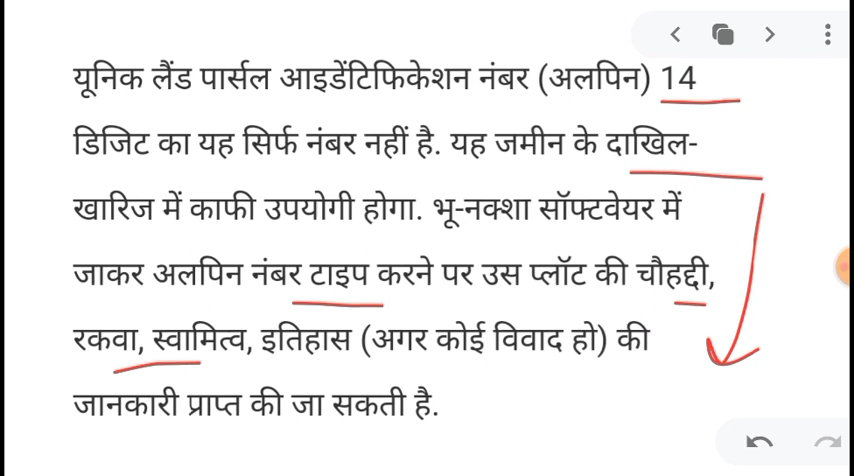 यूनिक लैंड पार्सल आइडेंटिफिकेशन नंबर (अलपिन) 14
डिजिट का यह सिर्फ नंबर नहीं है. यह जमीन के दाखिल-
खारिज में काफी उपयोगी होगा. भू-नक्शा सॉफ्टवेयर में
जाकर अलपिन नंबर टाइप करने पर उस प्लॉट की चौहद्दी,
रकवा, स्वामित्व, इतिहास (अगर कोई विवाद हो) की
जानकारी प्राप्त की जा सकती है.